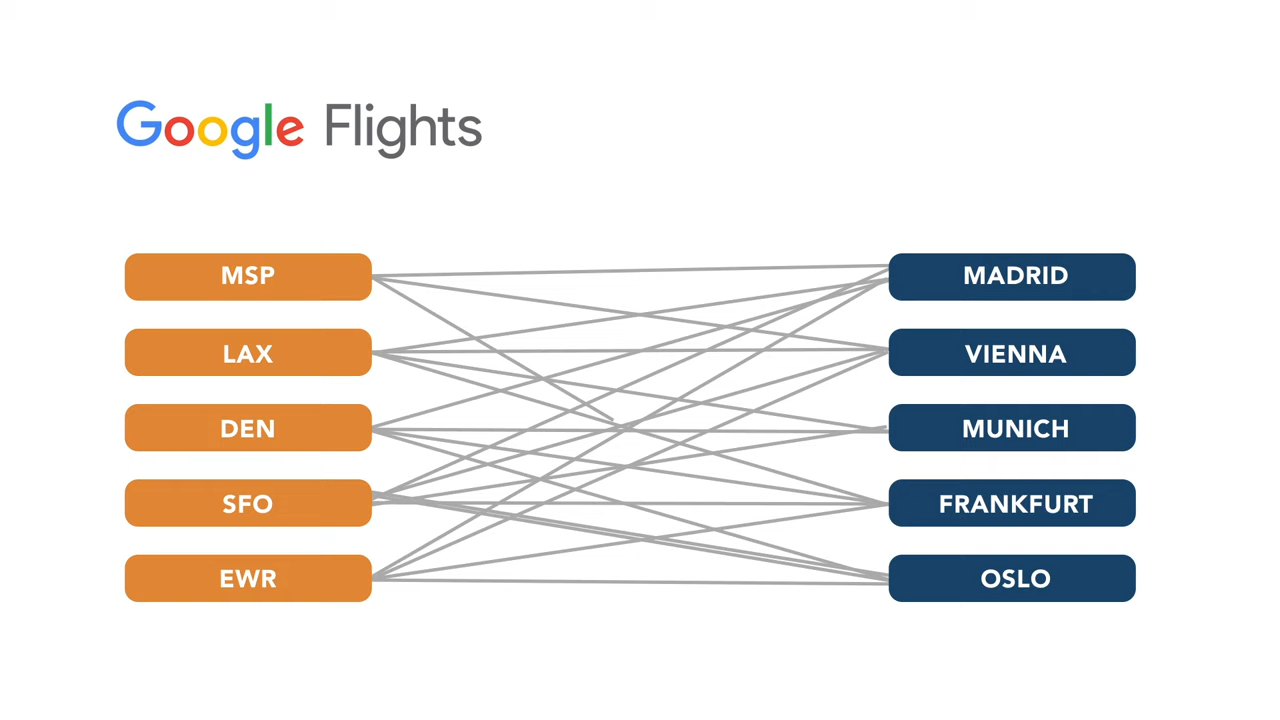 Google Flights
MSP
MADRID
LAX
VIENNA
DEN
MUNICH
SFO
FRANKFURT
EWR
OSLO